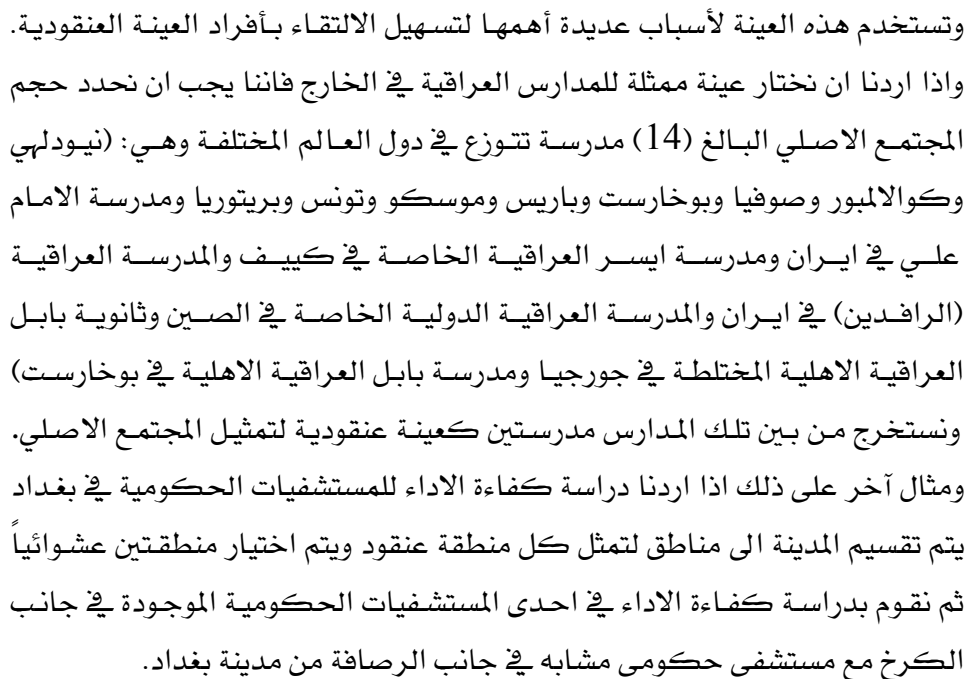 وتستخدم هذه العينة لأسباب عديدة أهمها لتسهيل الالتقاء بأفراد العينة العنقودية.
واذا اردنا ان نختار عينة ممثلة للمدارس العراقية في الخارج فاننا يجب ان نحدد حجم
المجتمع الاصلي البالغ (14) مدرسة تتوزع في دول العالم المختلفة وهي: (نيودلهي
وكوالالمبور وصوفيا وبوخارست وباريس وموسكو وتونس وبريتوريا ومدرسة الامام
علي في ايران ومدرسة ايسر العراقية الخاصة في كييف والمدرسة العراقية
(الرافدين) في ايران والمدرسة العراقية الدولية الخاصة في الصين وثانوية بابل
العراقية الاهلية المختلطة في جورجيا ومدرسة بابل العراقية الاهلية في بوخارست)
ونستخرج من بين تلك المدارس مدرستين كعينة عنقودية لتمثيل المجتمع الاصلي.
ومثال آخر على ذلك اذا اردنا دراسة كفاءة الاداء للمستشفيات الحكومية في بغداد
يتم تقسيم المدينة الى مناطق لتمثل كل منطقة عنقود ويتم اختيار منطقتين عشوائياً
ثم نقوم بدراسة كفاءة الاداء في احدى المستشفيات الحكومية الموجودة في جانب
الكرخ مع مستشفى حكومي مشابه في جانب الرصافة من مدينة بغداد.